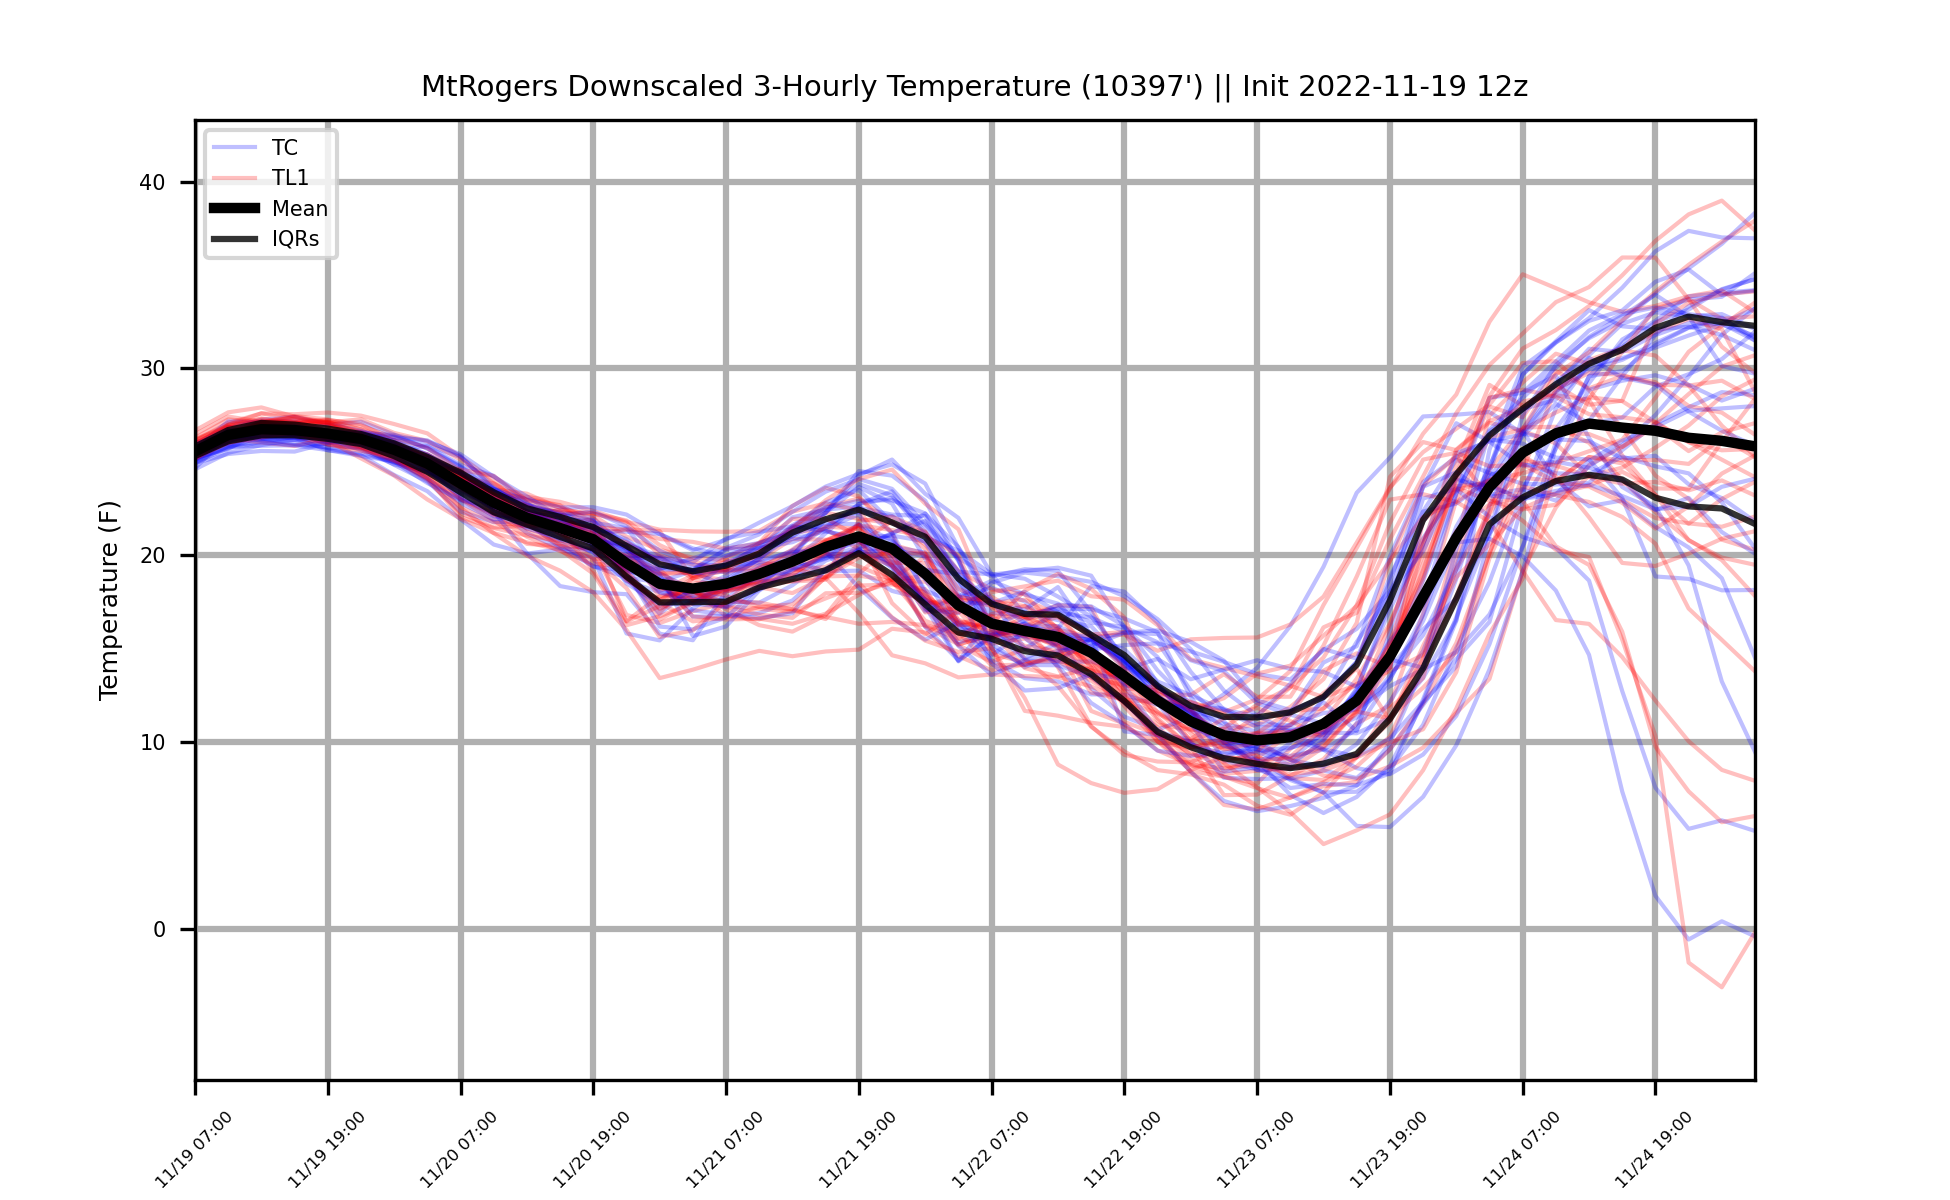 MtRogers Downscaled 3-Hourly Temperature (10397') || Init 2022-11-19 12z
TC
TL1
Mean
IQRs
Temperature (F)
40
30
20
10
0
11/19 07:00
11/19 19:00
11/20 07:00
11/20 19:00
11/21 07:00
11/21 19:00
11/22 07:00
11/22 19:00
11/23 07:00
11/23 19:00
11/24 07:00
11/24 19:00